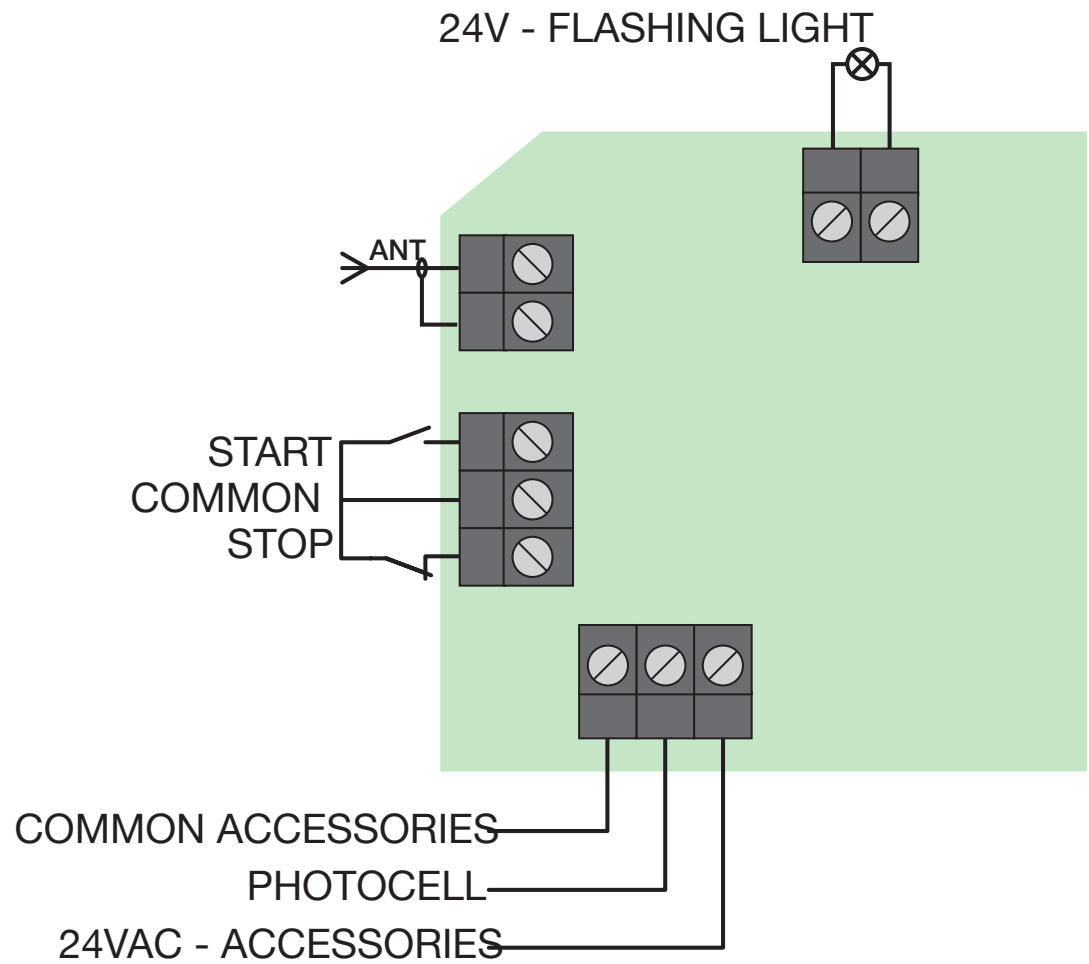 24V - FLASHING LIGHT
ANT
START
COMMON
STOP
COMMON ACCESSORIES
PHOTOCELL
24VAC - ACCESSORIES